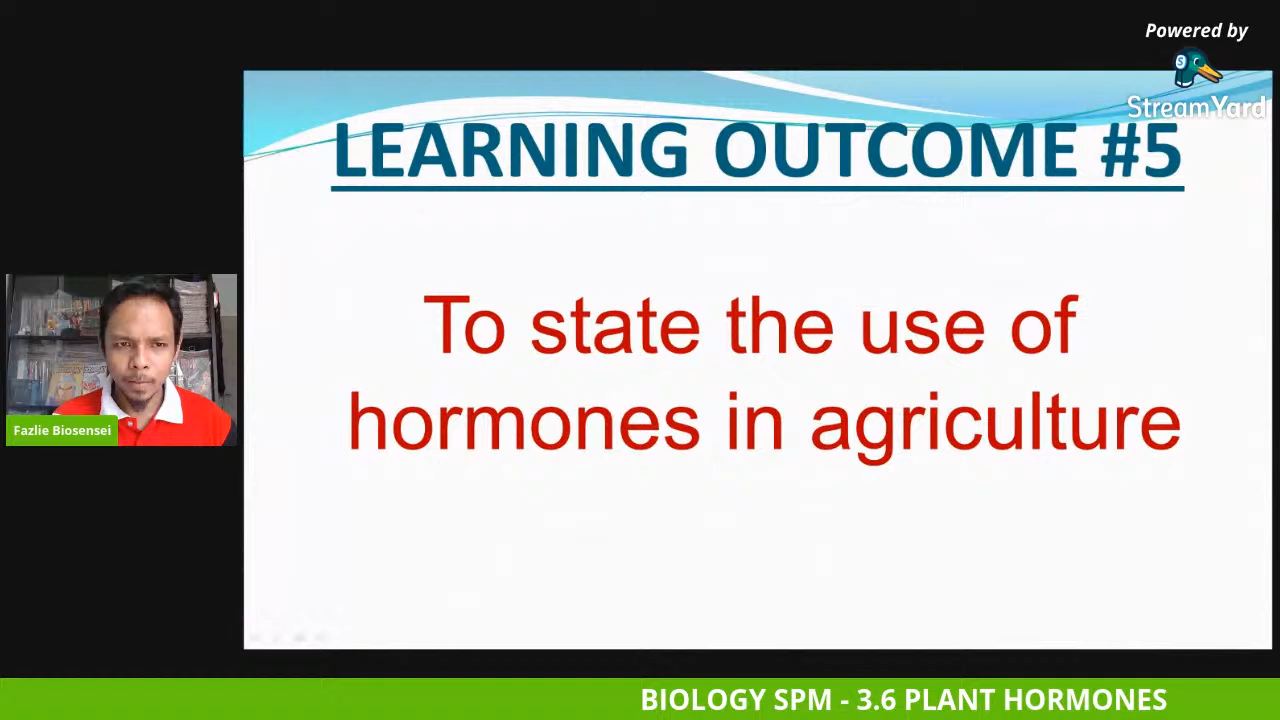 Powered by
StreamYard
LEARNING OUTCOME #5
To state the use of
hormones in agriculture
Fazlie Biosensei
BIOLOGY SPM - 3.6 PLANT HORMONES